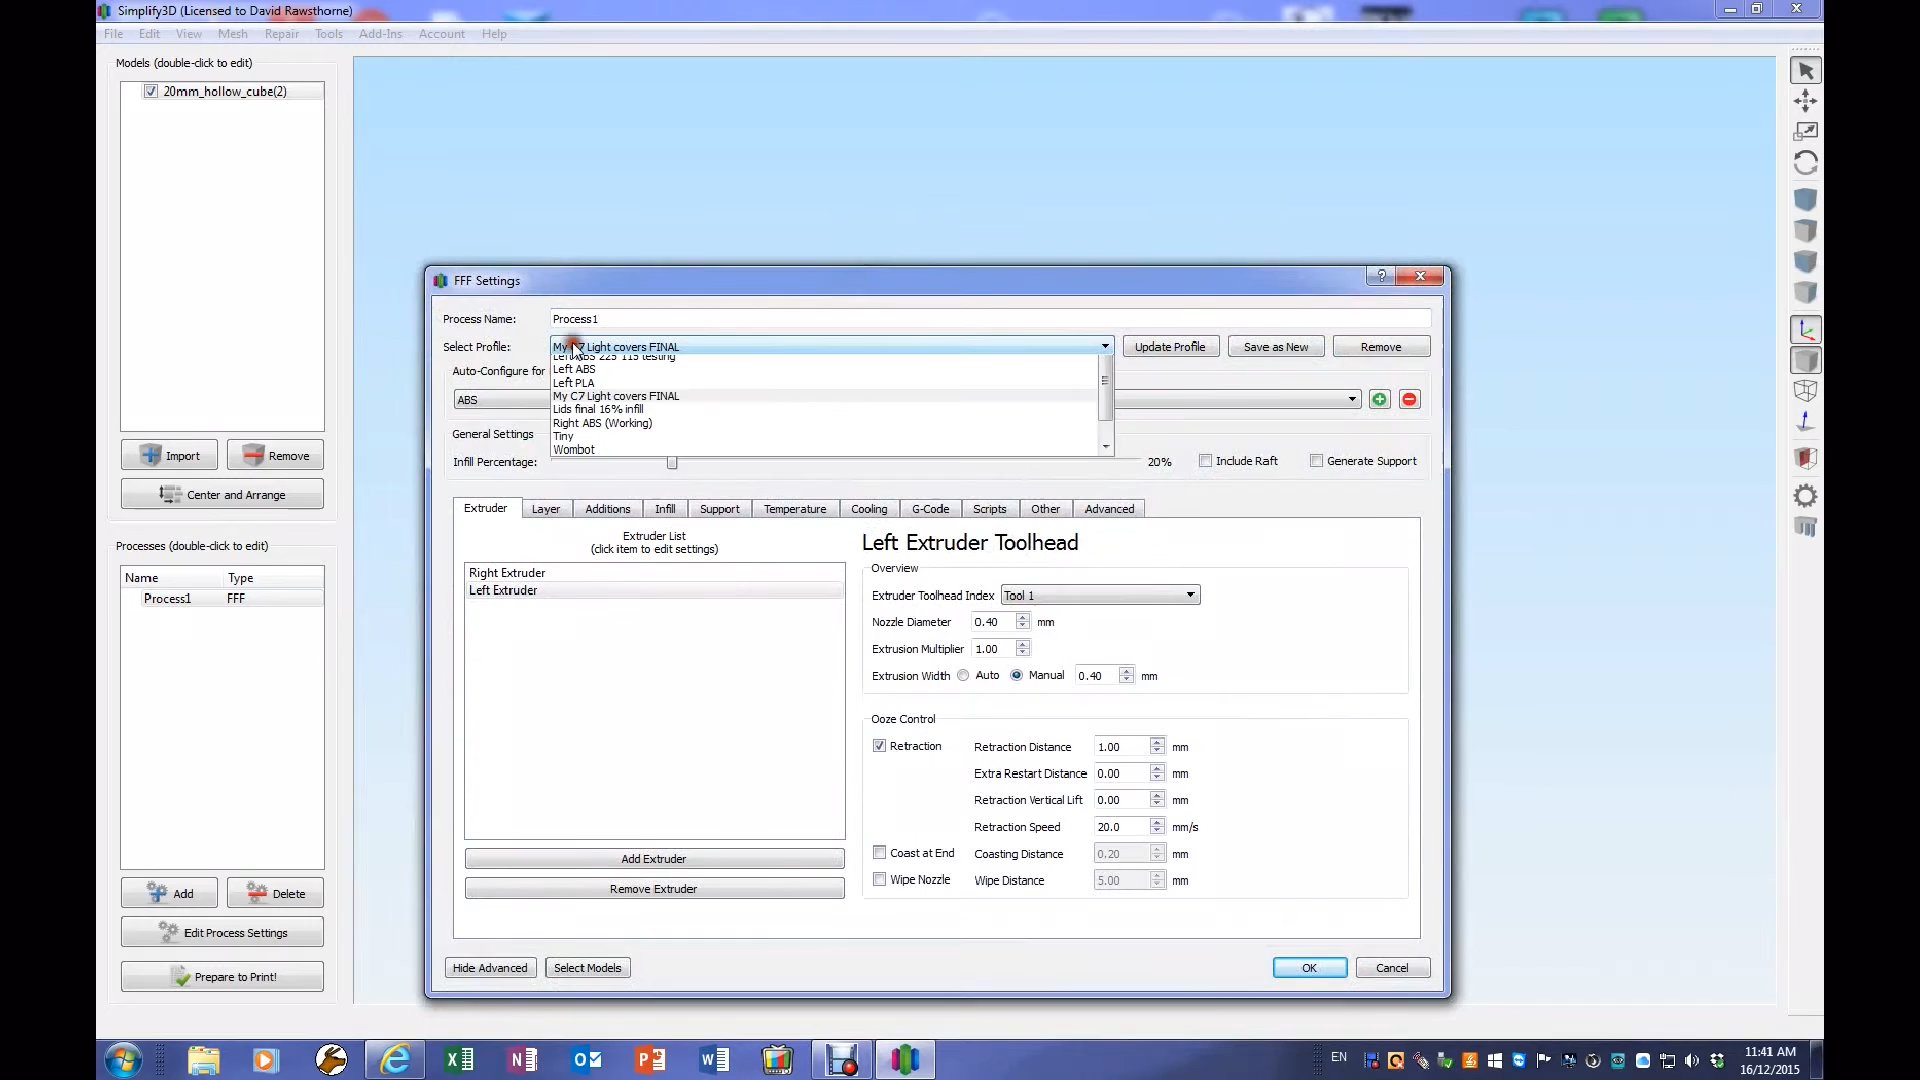 Simplify3D (Licensed to David Rawsthorne)
File Edit View Mesh Repair Tools Add-Ins Account Help
Models (double-click to edit)
20mm_hollow_cube(2)
Import Remove
Center and Arrange
Processes (double-click to edit)
Name Type
Process1 FFF
Add Delete
Edit Process Settings
Prepare to Print!
FFF Settings
Process Name: Process1
Select Profile: My C7 Light covers FINAL Update Profile Save as New Remove
Left ABS 225 115 testing
Left ABS
Left PLA
My C7 Light covers FINAL
Lids final 16% infill
Right ABS (Working)
Tiny
Wombot
Auto-Configure for
ABS
General Settings
Infill Percentage: 20% Include Raft Generate Support
Extruder Layer Additions Infill Support Temperature Cooling G-Code Scripts Other Advanced
Extruder List
(click item to edit settings)
Right Extruder
Left Extruder
Add Extruder
Remove Extruder
Left Extruder Toolhead
Overview
Extruder Toolhead Index Tool 1
Nozzle Diameter 0.40 mm
Extrusion Multiplier 1.00
Extrusion Width Auto Manual 0.40 mm
Ooze Control
Retraction Retraction Distance 1.00 mm
Extra Restart Distance 0.00 mm
Retraction Vertical Lift 0.00 mm
Retraction Speed 20.0 mm/s
Coast at End Coasting Distance 0.20 mm
Wipe Nozzle Wipe Distance 5.00 mm
Hide Advanced Select Models OK Cancel
EN
11:41 AM
16/12/2015